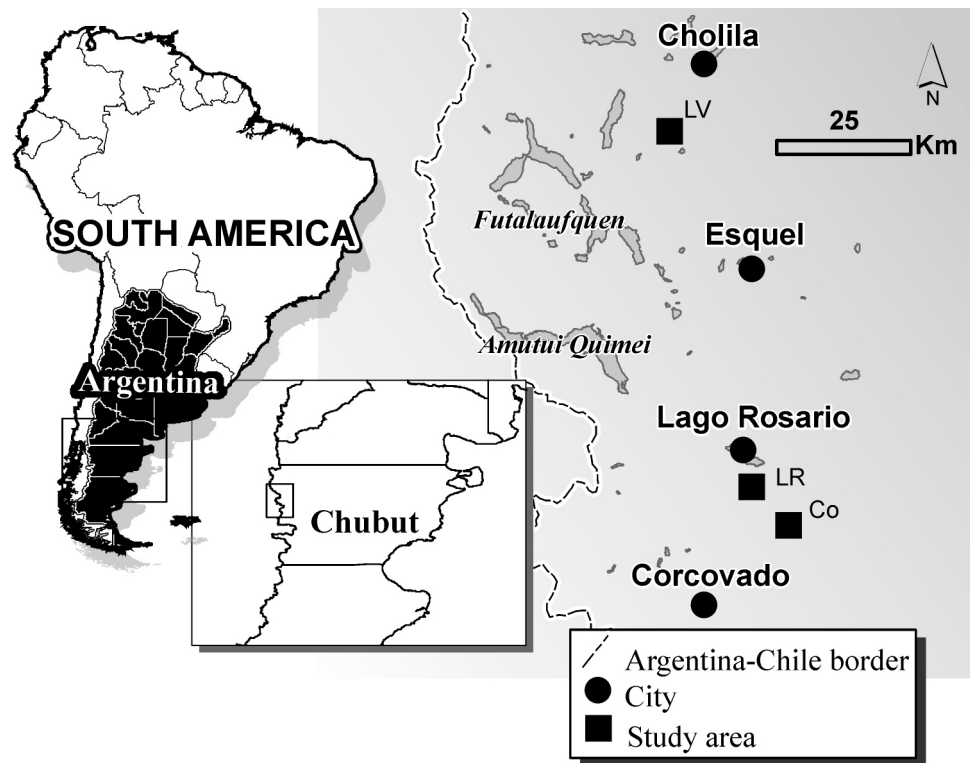 SOUTH AMERICA
Argentina
Chubut
Cholila
LV
N
25
Km
Futalaufquen
Esquel
Amutui Quimei
Lago Rosario
LR
Co
Corcovado
Argentina-Chile border
City
Study area